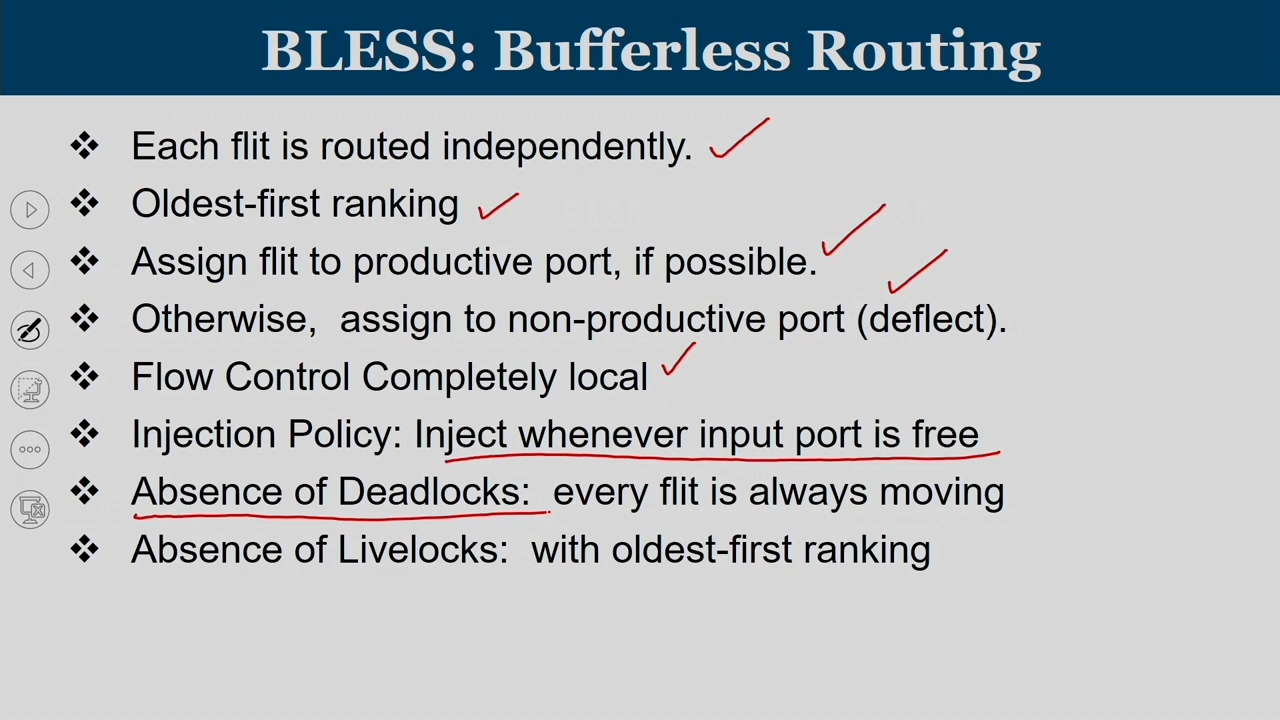 BLESS: Bufferless Routing
❖ Each flit is routed independently.
❖ Oldest-first ranking
❖ Assign flit to productive port, if possible.
❖ Otherwise, assign to non-productive port (deflect).
❖ Flow Control Completely local
❖ Injection Policy: Inject whenever input port is free
❖ Absence of Deadlocks: every flit is always moving
❖ Absence of Livelocks: with oldest-first ranking